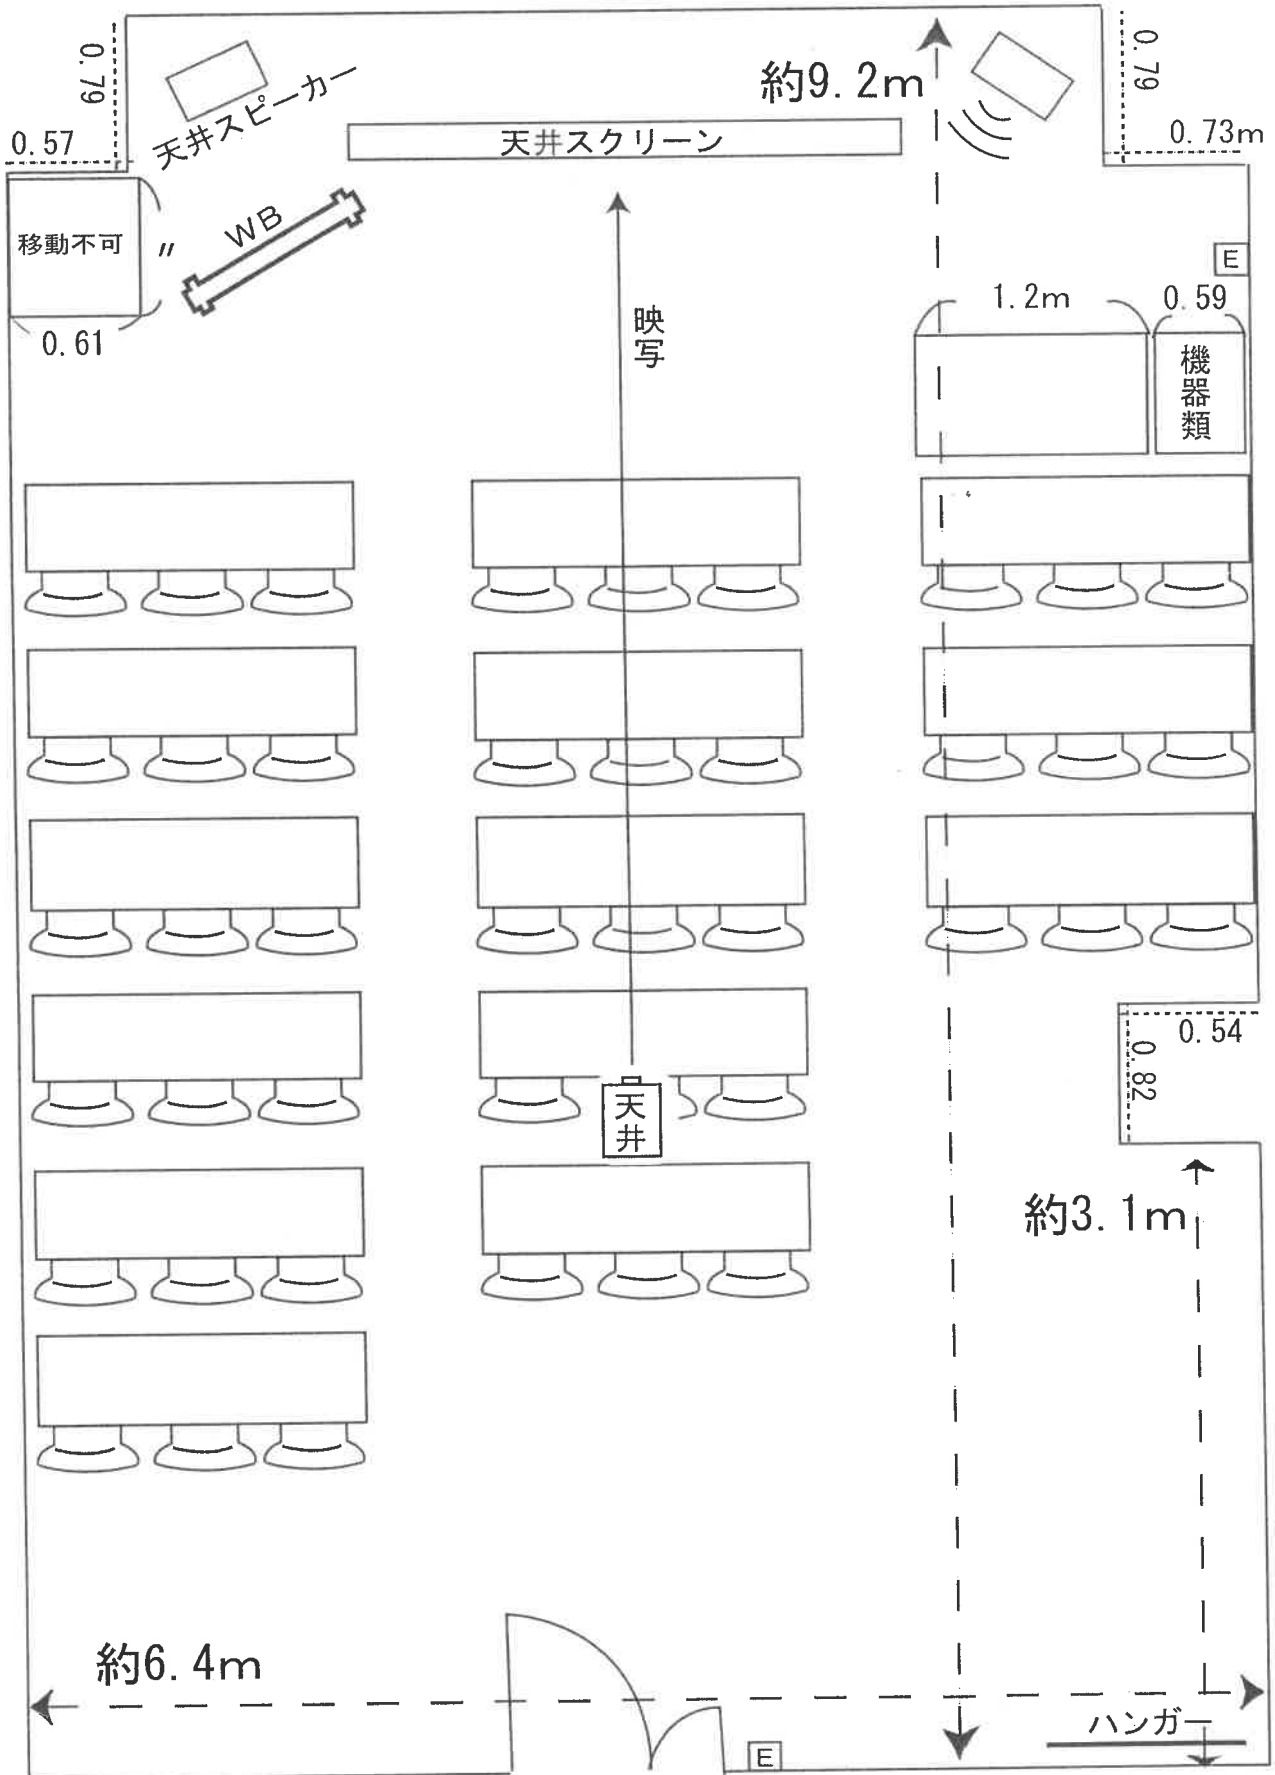 0.79
約9.2m
0.79
天井スピーカー
天井スクリーン
0.57
0.73m
移動不可
〃
WB
E
0.61
映写
1.2m
0.59
機器類
0.54
0.82
天井
約3.1m
約6.4m
ハンガー
E